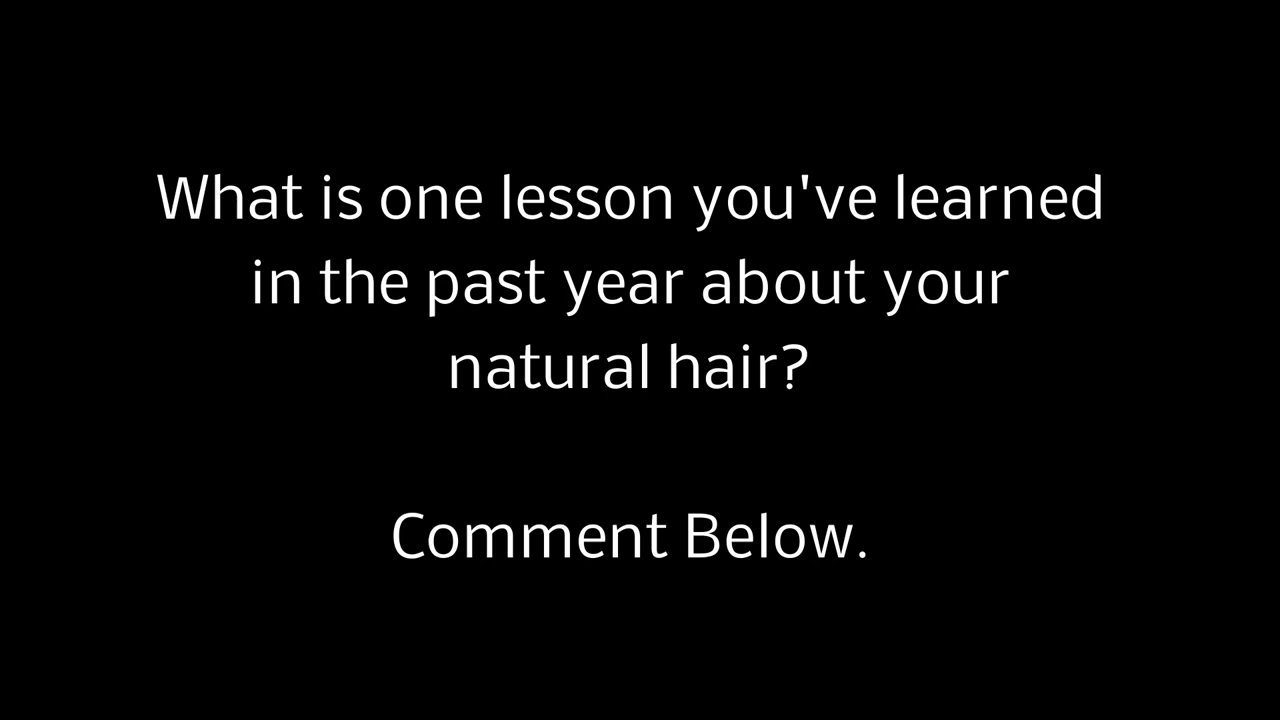 What is one lesson you've learned
in the past year about your
natural hair?
Comment Below.